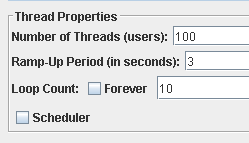 Thread Properties
Number of Threads (users): 100
Ramp-Up Period (in seconds): 3
Loop Count: Forever 10
Scheduler